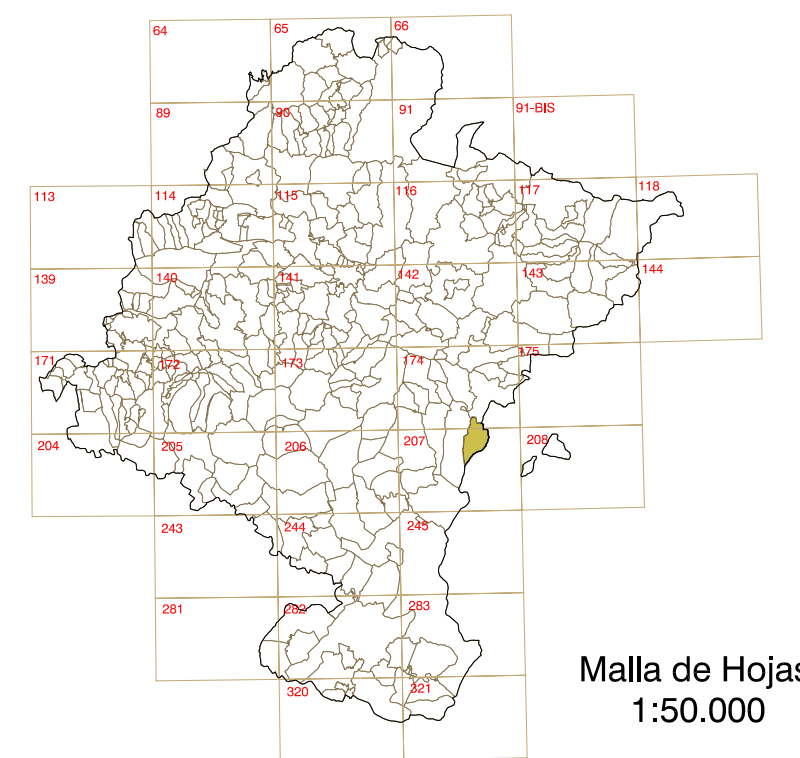 64 65 66
89 90 91 91-BIS
113 114 115 116 117 118
139 140 141 142 143 144
171 172 173 174 175
204 205 206 207 208
243 244 245
281 282 283
320 321
Malla de Hojas
1:50.000